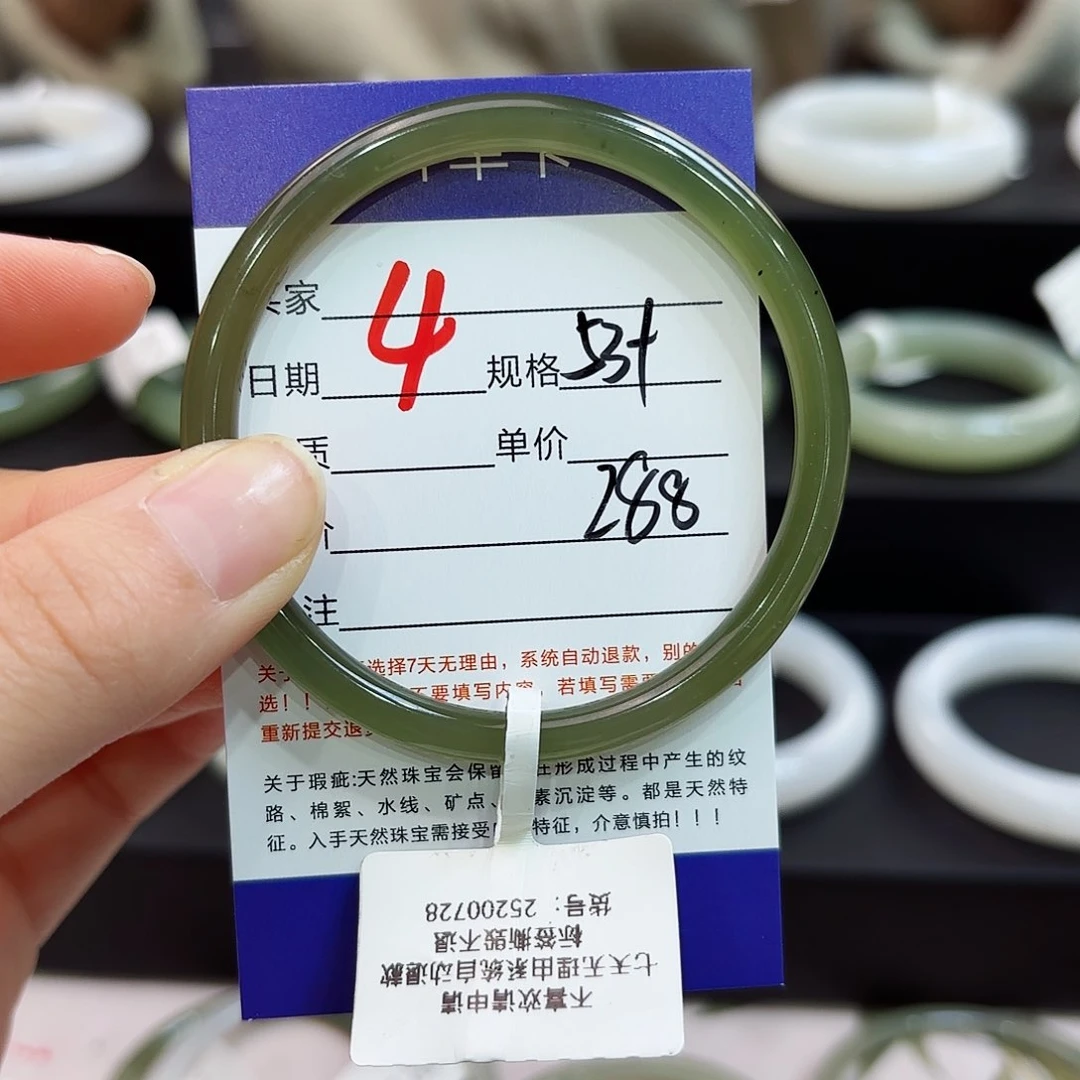 家 4
日期 规格 53+
质 单价
288
注
选择7天无理由，系统自动退款，别的
选！！ 不要填写内容，若填写需
重新提交退
关于瑕疵:天然珠宝会保留 形成过程中产生的纹
路、棉絮、水线、矿点、 素沉淀等。都是天然特
征。入手天然珠宝需接受 特征，介意慎拍！！！
不喜欢请申请
七天无理由系统自动退款
标签撕毁不退
货号：25200728